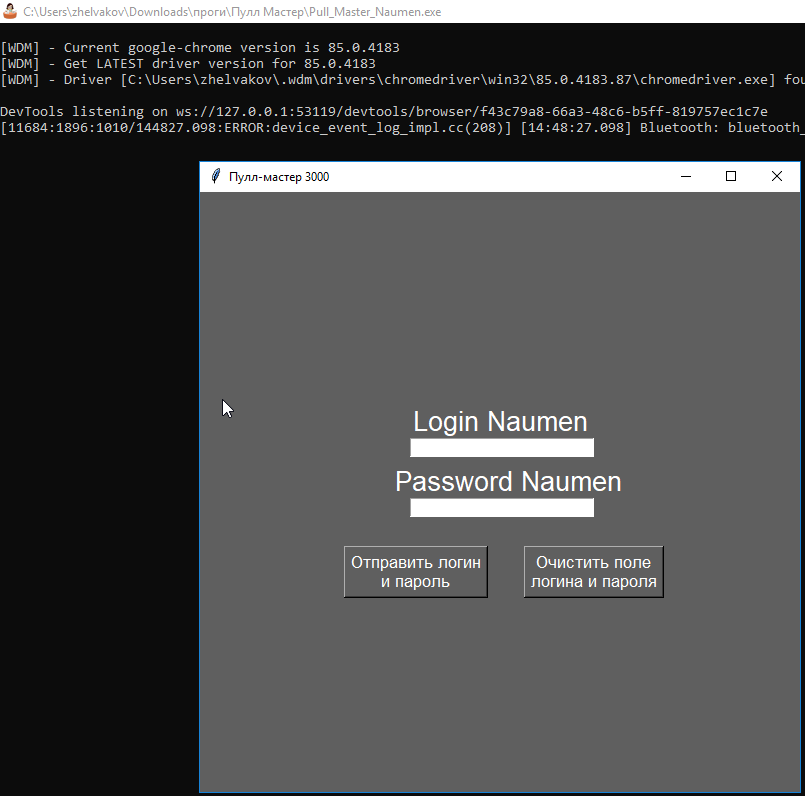 C:\Users\zhelvakov\Downloads\проги\Пулл Мастер\Pull_Master_Naumen.exe
[WDM] - Current google-chrome version is 85.0.4183
[WDM] - Get LATEST driver version for 85.0.4183
[WDM] - Driver [C:\Users\zhelvakov\.wdm\drivers\chromedriver\win32\85.0.4183.87\chromedriver.exe] fou
DevTools listening on ws://127.0.0.1:53119/devtools/browser/f43c79a8-66a3-48c6-b5ff-819757ec1c7e
[11684:1896:1010/144827.098:ERROR:device_event_log_impl.cc(208)] [14:48:27.098] Bluetooth: bluetooth_
Пулл-мастер 3000
Login Naumen
Password Naumen
Отправить логин
и пароль
Очистить поле
логина и пароля